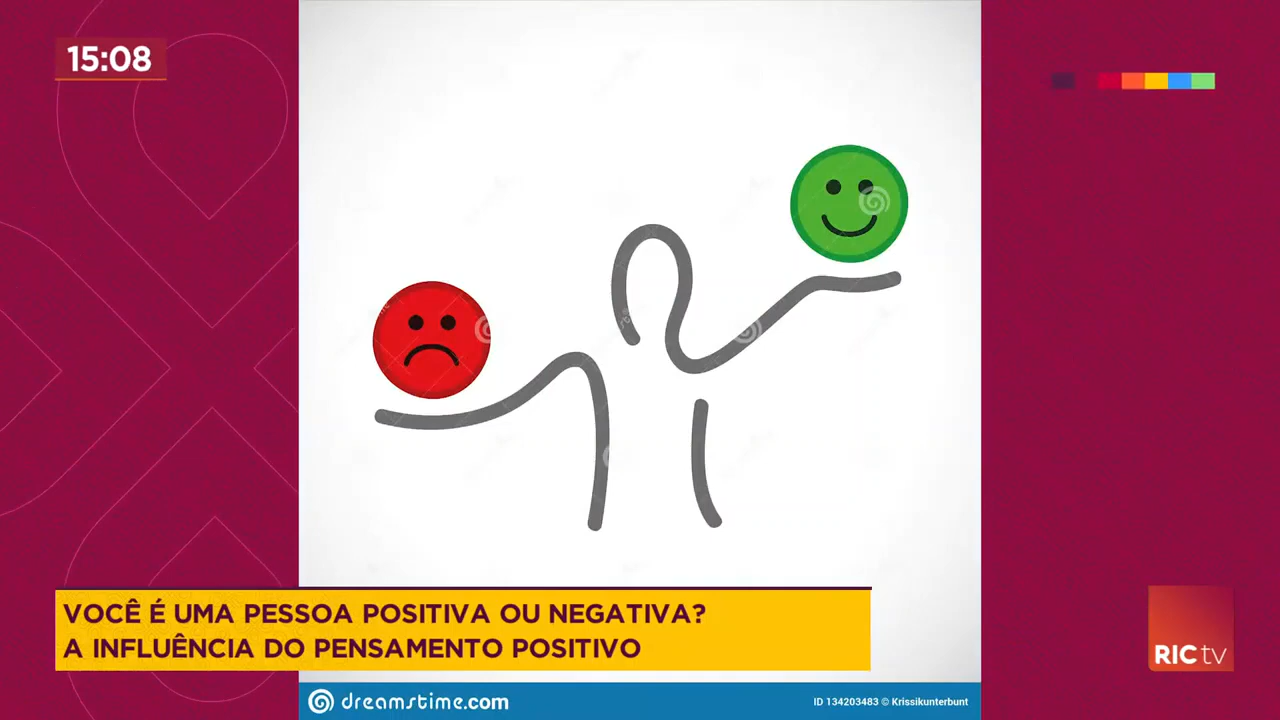 15:08
VOCÊ É UMA PESSOA POSITIVA OU NEGATIVA?
A INFLUÊNCIA DO PENSAMENTO POSITIVO
RIC tv
dreamstime.com
ID 134203483 © Krissikunterbunt